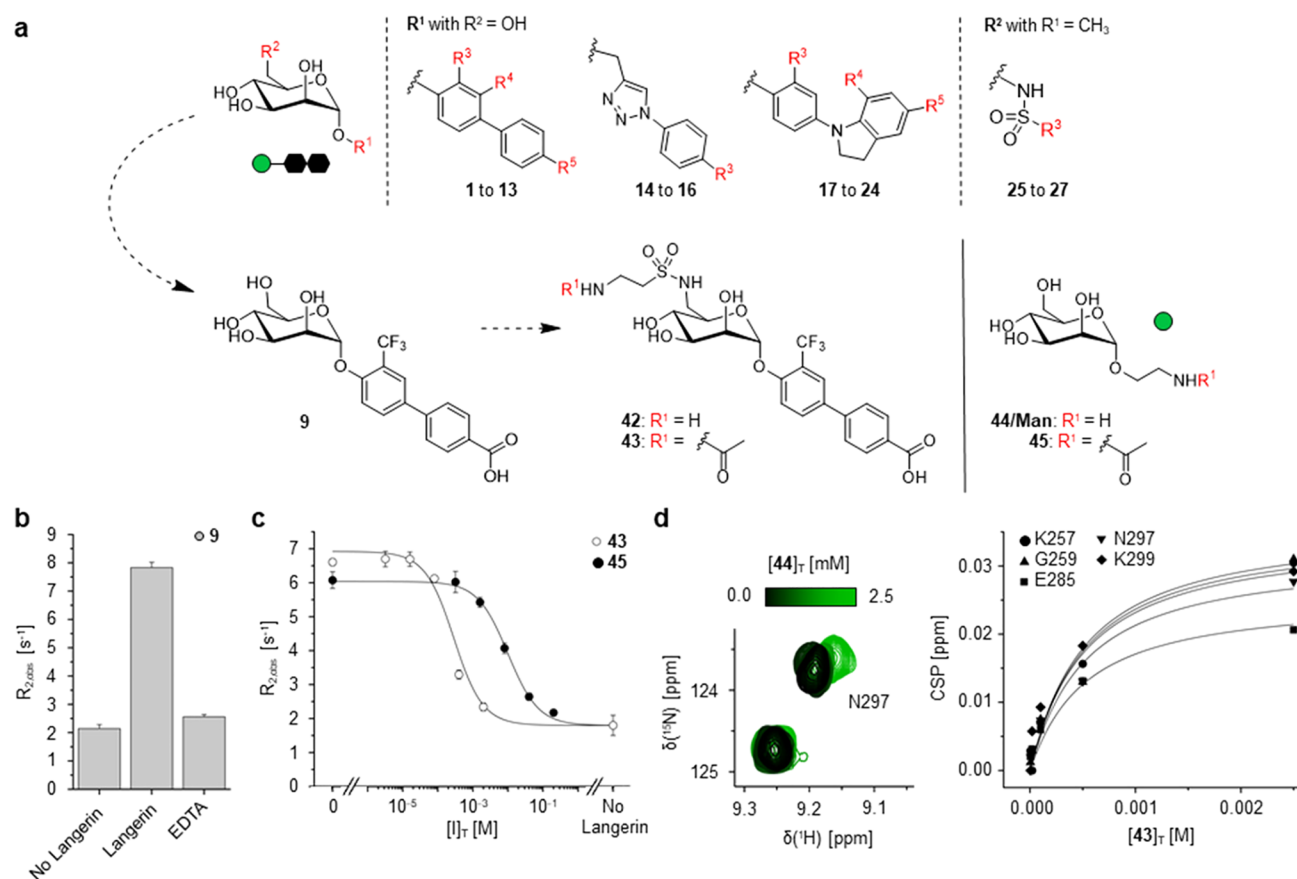 a
R² OH O HO HO O R¹
R¹ with R² = OH
R³ R⁴ R⁵
1 to 13
N N N R³
14 to 16
R³ R⁴ N R⁵
17 to 24
R² with R¹ = CH₃
NH O S O R³
25 to 27
HO OH O HO HO O CF₃ O OH
9
O O S R¹HN NH OH O HO HO O CF₃ O OH
42: R¹ = H
43: R¹ = O
OH OH O HO HO O NHR¹
44/Man: R¹ = H
45: R¹ = O
b
9
R2,obs [s⁻¹]
9
8
7
6
5
4
3
2
1
0
No Langerin Langerin EDTA
c
43
45
R2,obs [s⁻¹]
8
7
6
5
4
3
2
1
0
0 10⁻⁵ 10⁻³ 10⁻¹ No Langerin
[I]T [M]
d
[44]T [mM]
0.0 2.5
δ(¹⁵N) [ppm]
124
125
N297
9.3 9.2 9.1
δ(¹H) [ppm]
K257 N297
G259 K299
E285
CSP [ppm]
0.03
0.02
0.01
0.00
0.000 0.001 0.002
[43]T [M]